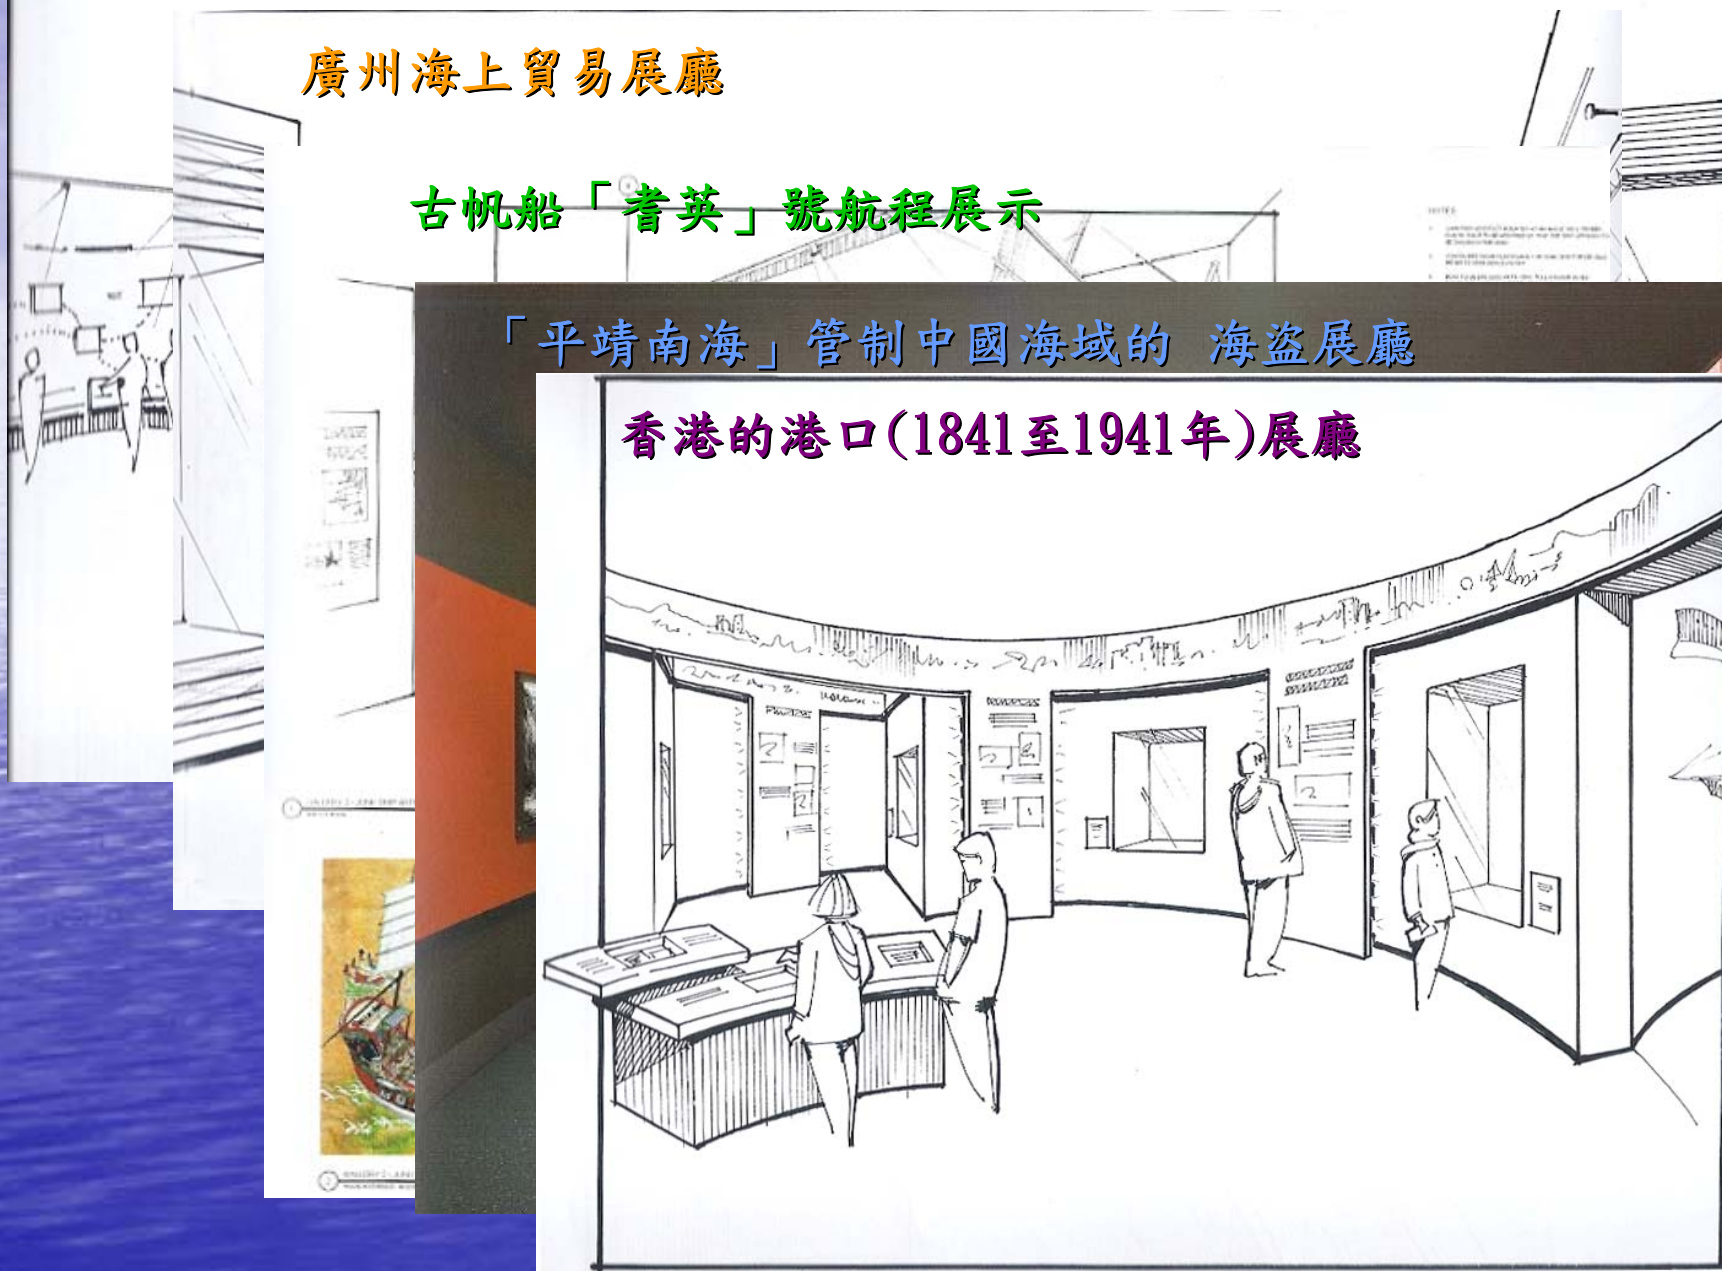 廣州海上貿易展廳
古帆船「耆英」號航程展示
NOTES
「平靖南海」管制中國海域的 海盜展廳
香港的港口(1841至1941年)展廳